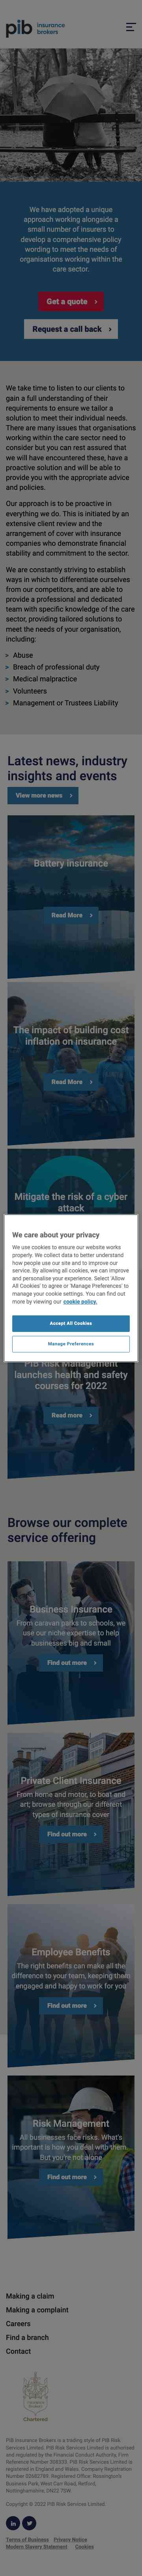 pib insurance
brokers
We have adopted a unique
approach working alongside a
small number of insurers to
develop a comprehensive policy
wording to meet the needs of
organisations working within the
care sector.
Get a quote
Request a call back
We take time to listen to our clients to
gain a full understanding of their
requirements to ensure we tailor a
product to meet their individual needs.
There are many issues that organisations
working within the care sector need to
consider but you can rest assured that
we will have encountered these, have a
proactive solution and will be able to
provide you with the appropriate advice
and policies.
Our approach is to be proactive in
everything we do. This is initiated by an in
depth discovery of your client and the
arrangement of cover with insurance
companies who demonstrate financial
stability and commitment to the sector.
We are constantly striving to establish
ways in which to differentiate ourselves
from our competitors, and are able to
provide a professional and dedicated
team with specific knowledge of the care
sector, providing tailored solutions to
meet the needs of your organisation,
including:
> Abuse
> Breach of professional duty
> Medical malpractice
> Volunteers
> Management or Trustees Liability
Latest news, industry
insights and events
View more news
Battery insurance
Read More
The impact of building cost
inflation on insurance
Read More
Mitigate the risk of a cyber
attack
We care about your privacy
We use cookies to ensure our website works
properly. We collect data to help us understand
how people use our site and how we can improve our
service. By allowing all cookies, we can improve
and personalise your experience. Select 'Allow
All Cookies' or 'Manage Preferences' to
manage your cookie preferences. You can find out
more by viewing our cookie policy.
Accept All Cookies
Manage Preferences
PIB Risk Management
launches health and safety
courses for 2022
Read more
Browse our complete
service offering
Business Insurance
From caravan parks to schools, we
use our niche expertise to help
businesses big and small
Find out more
Private Client Insurance
From home and motor, to boat and
art; browse through our different
types of insurance cover
Find out more
Employee Benefits
The right benefits can make all the
difference to your team, keeping them
engaged and happy to work for you
Find out more
Risk Management
All businesses face risks. What's
important is how you deal with them.
But you're not alone
Find out more
Making a claim
Making a complaint
Careers
Find a branch
Contact
Chartered
PIB Insurance Brokers is a trading style of PIB Risk
Services Limited. PIB Risk Services Limited is authorised
and regulated by the Financial Conduct Authority, Firm
Reference Number 308333. PIB Risk Services Limited is
registered in England and Wales. Company Registration
Number 02682789. Registered Office: Rossington's
Business Park, West Carr Road, Retford,
Nottinghamshire, DN22 7SW.
Copyright © 2022 PIB Risk Services Limited
Terms of Business Privacy Notice
Modern Slavery Statement Cookies